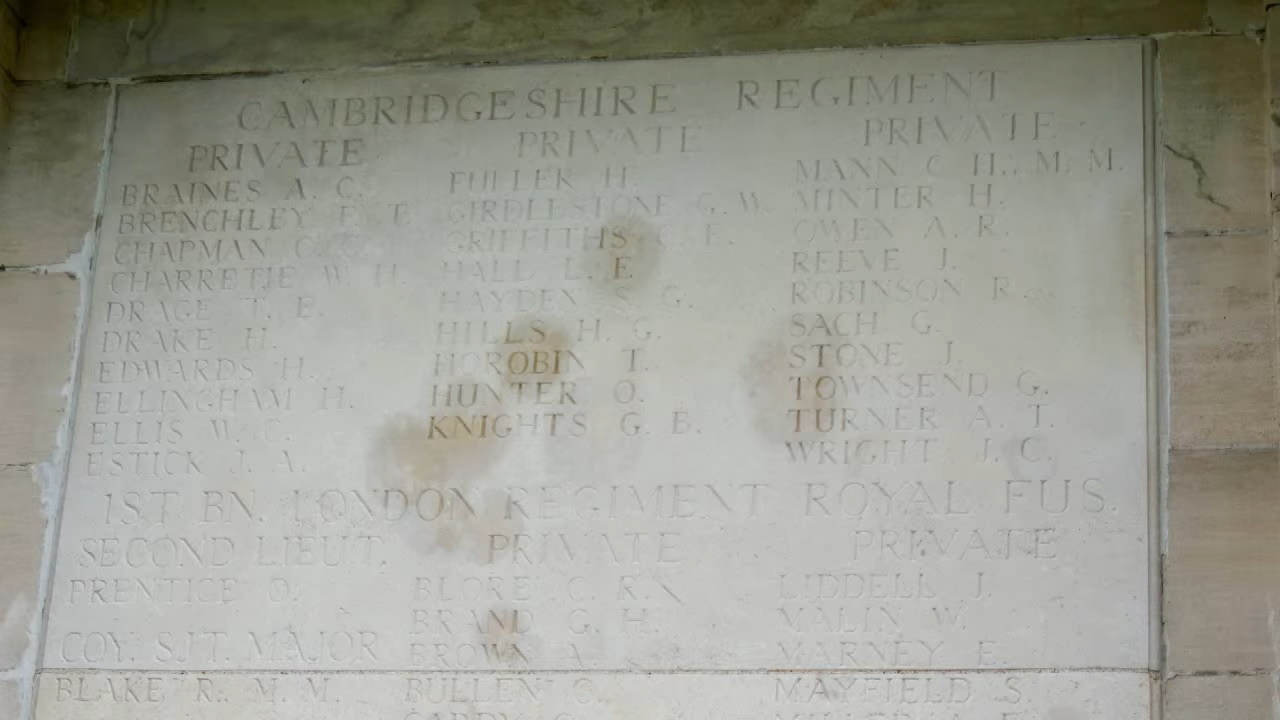 CAMBRIDGESHIRE REGIMENT
PRIVATE
BRAINES A. C.
BRENCHLEY F. T.
CHAPMAN
CHARRETIE W. H.
DRAGE T. E.
DRAKE H.
EDWARDS H.
ELLINGHAM H.
ELLIS W. C.
ESTICK J. A.
PRIVATE
FULLER H.
GIRDLESTONE G. W.
GRIFFITHS C. E.
HALL L. F.
HAYDEN S. G.
HILLS H. G.
HOROBIN T.
HUNTER O.
KNIGHTS G. B.
PRIVATE
MANN C. H., M. M.
MINTER H.
OWEN A. R.
REEVE J.
ROBINSON R.
SACH G.
STONE J.
TOWNSEND G.
TURNER A. T.
WRIGHT J. C.
1ST BN. LONDON REGIMENT ROYAL FUS.
SECOND LIEUT.
PRENTICE O.
COY. SJT. MAJOR
BLAKE R., M. M.
PRIVATE
BLORE C. R.
BRAND G. H.
BROWN A.
BULLEN C.
PRIVATE
LIDDELL J.
MALIN W.
MARNEY E.
MAYFIELD S.